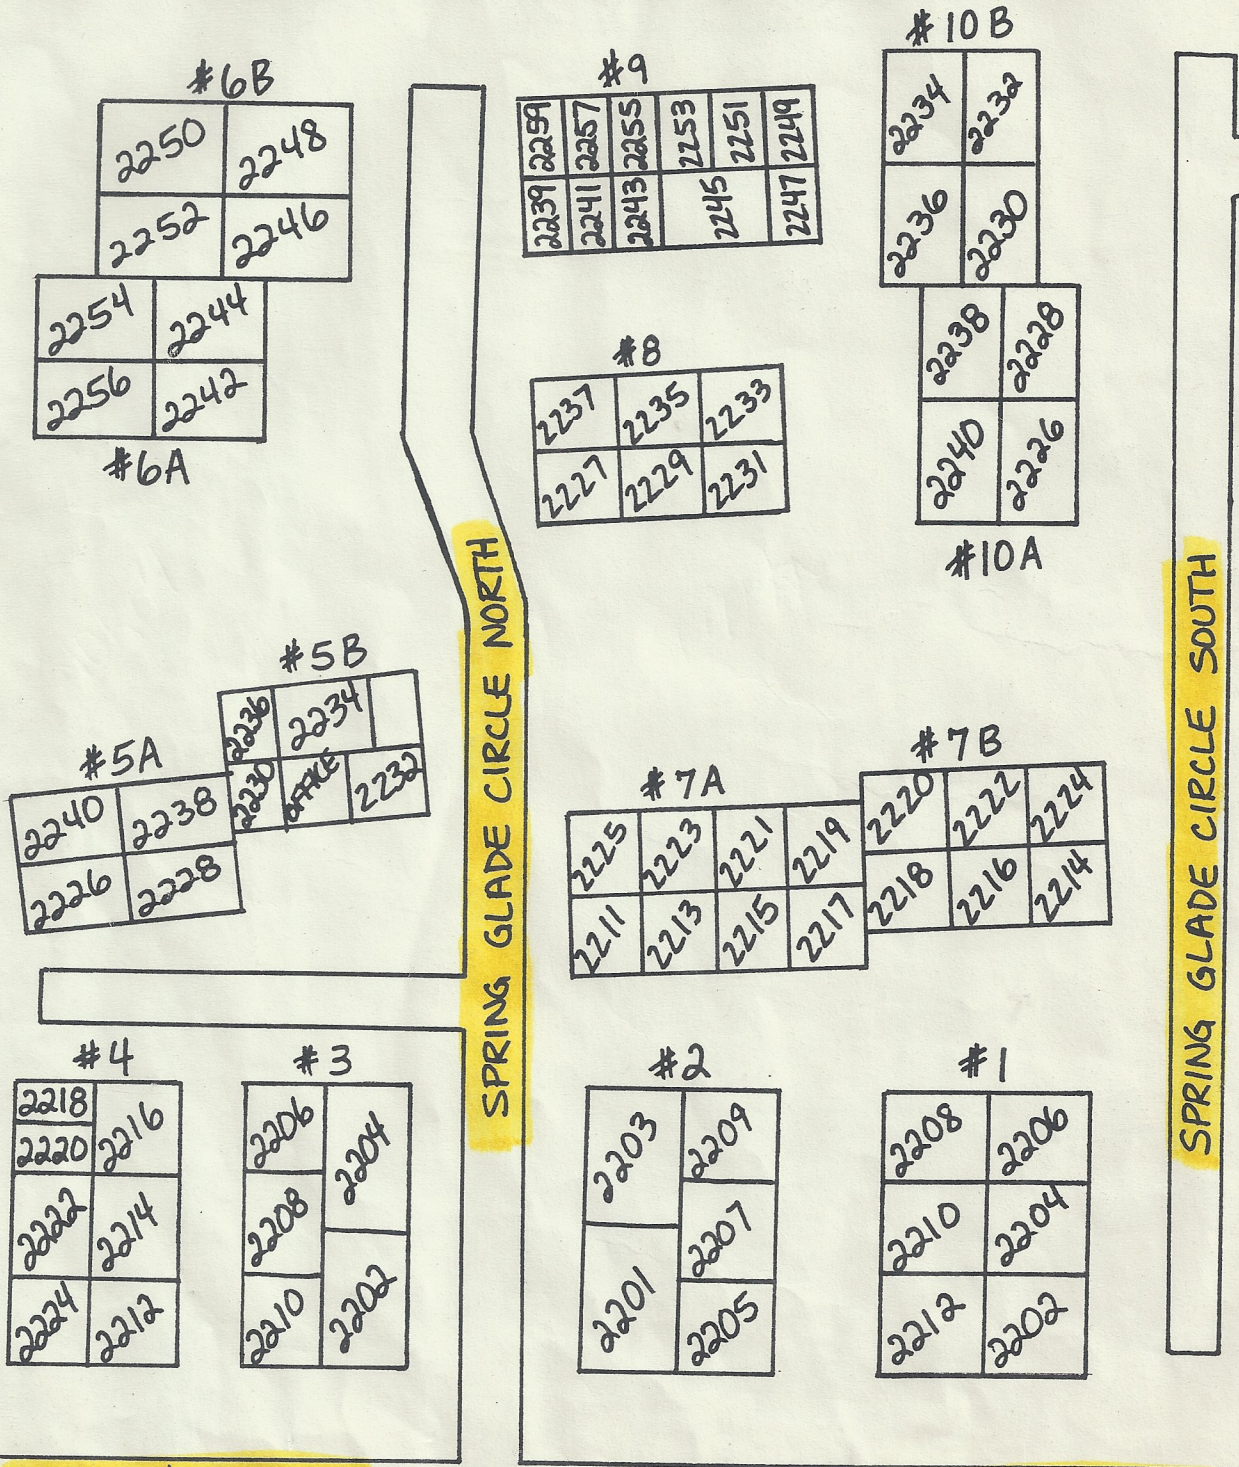 #6B
2250 2248
2252 2246
2254 2244
2256 2242
#6A
#9
2259 2257 2255 2253 2251 2249
2239 2241 2243 2245 2247
#10B
2234 2232
2236 2230
2238 2228
2240 2226
#10A
#8
2237 2235 2233
2227 2229 2231
#5B
2236 2234
2230 OFFICE 2232
#5A
2240 2238
2226 2228
SPRING GLADE CIRCLE NORTH
#7A
2225 2223 2221 2219
2211 2213 2215 2217
#7B
2220 2222 2224
2218 2216 2214
SPRING GLADE CIRCLE SOUTH
#4
2218 2216
2220
2222 2214
2224 2212
#3
2206 2204
2208
2210 2202
#2
2203 2209
2207
2201 2205
#1
2208 2206
2210 2204
2212 2202